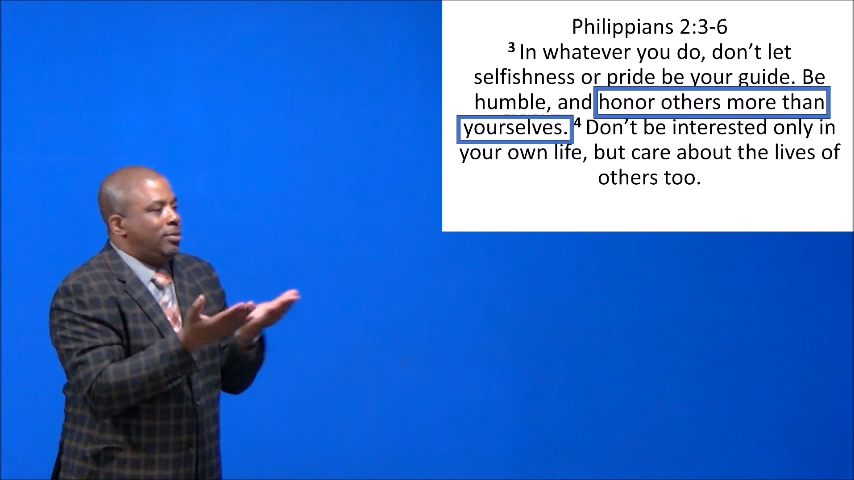 Philippians 2:3-6
³ In whatever you do, don’t let
selfishness or pride be your guide. Be
humble, and honor others more than
yourselves. ⁴ Don’t be interested only in
your own life, but care about the lives of
others too.